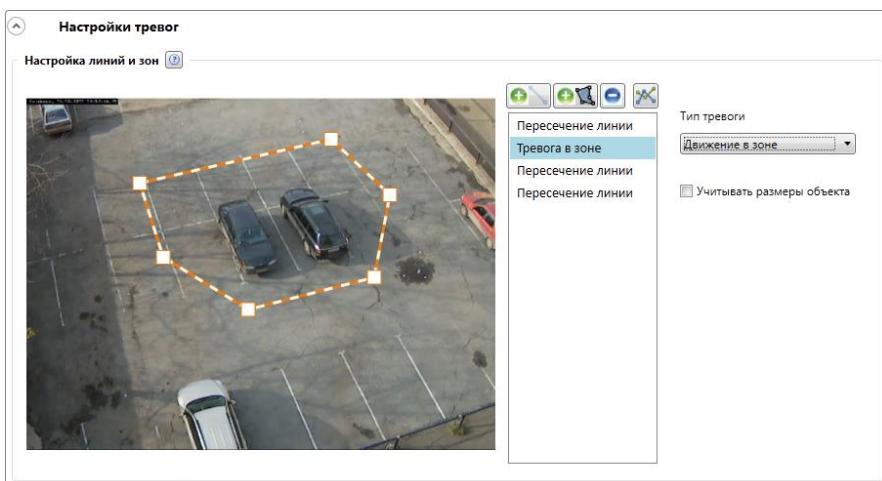 Настройки тревог
Настройка линий и зон
Пересечение линии
Тревога в зоне
Пересечение линии
Пересечение линии
Тип тревоги
Движение в зоне
Учитывать размеры объекта